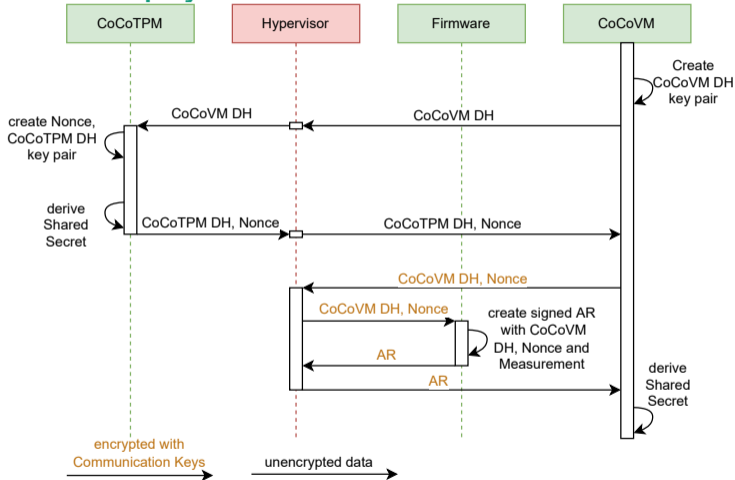 CoCoTPM
Hypervisor
Firmware
CoCoVM
Create
CoCoVM DH
key pair
CoCoVM DH
CoCoVM DH
create Nonce,
CoCoTPM DH
key pair
derive
Shared
Secret
CoCoTPM DH, Nonce
CoCoTPM DH, Nonce
CoCoVM DH, Nonce
CoCoVM DH, Nonce
create signed AR
with CoCoVM
DH, Nonce and
Measurement
AR
AR
derive
Shared
Secret
encrypted with
Communication Keys
unencrypted data